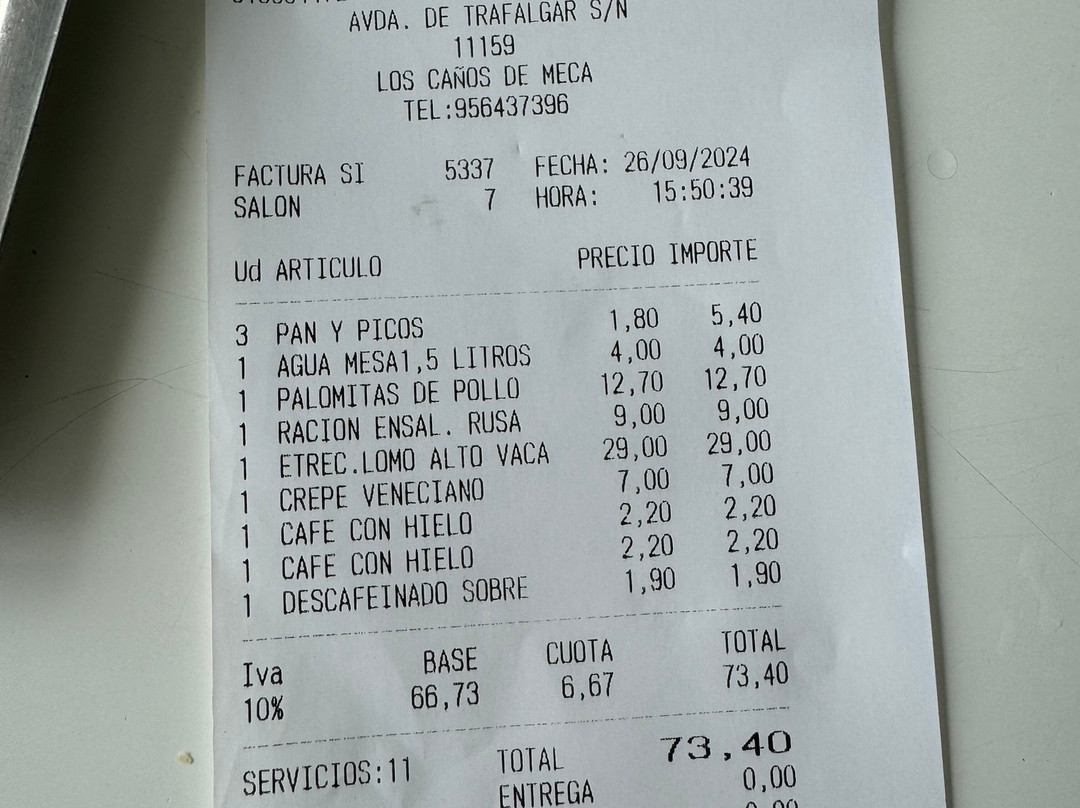 AVDA. DE TRAFALGAR S/N
11159
LOS CAÑOS DE MECA
TEL:956437396
FACTURA SI 5337 FECHA: 26/09/2024
SALON 7 HORA: 15:50:39
Ud ARTICULO PRECIO IMPORTE
3 PAN Y PICOS 1,80 5,40
1 AGUA MESA1,5 LITROS 4,00 4,00
1 PALOMITAS DE POLLO 12,70 12,70
1 RACION ENSAL. RUSA 9,00 9,00
1 ETREC.LOMO ALTO VACA 29,00 29,00
1 CREPE VENECIANO 7,00 7,00
1 CAFE CON HIELO 2,20 2,20
1 CAFE CON HIELO 2,20 2,20
1 DESCAFEINADO SOBRE 1,90 1,90
Iva BASE CUOTA TOTAL
10% 66,73 6,67 73,40
SERVICIOS:11 TOTAL 73,40
ENTREGA 0,00